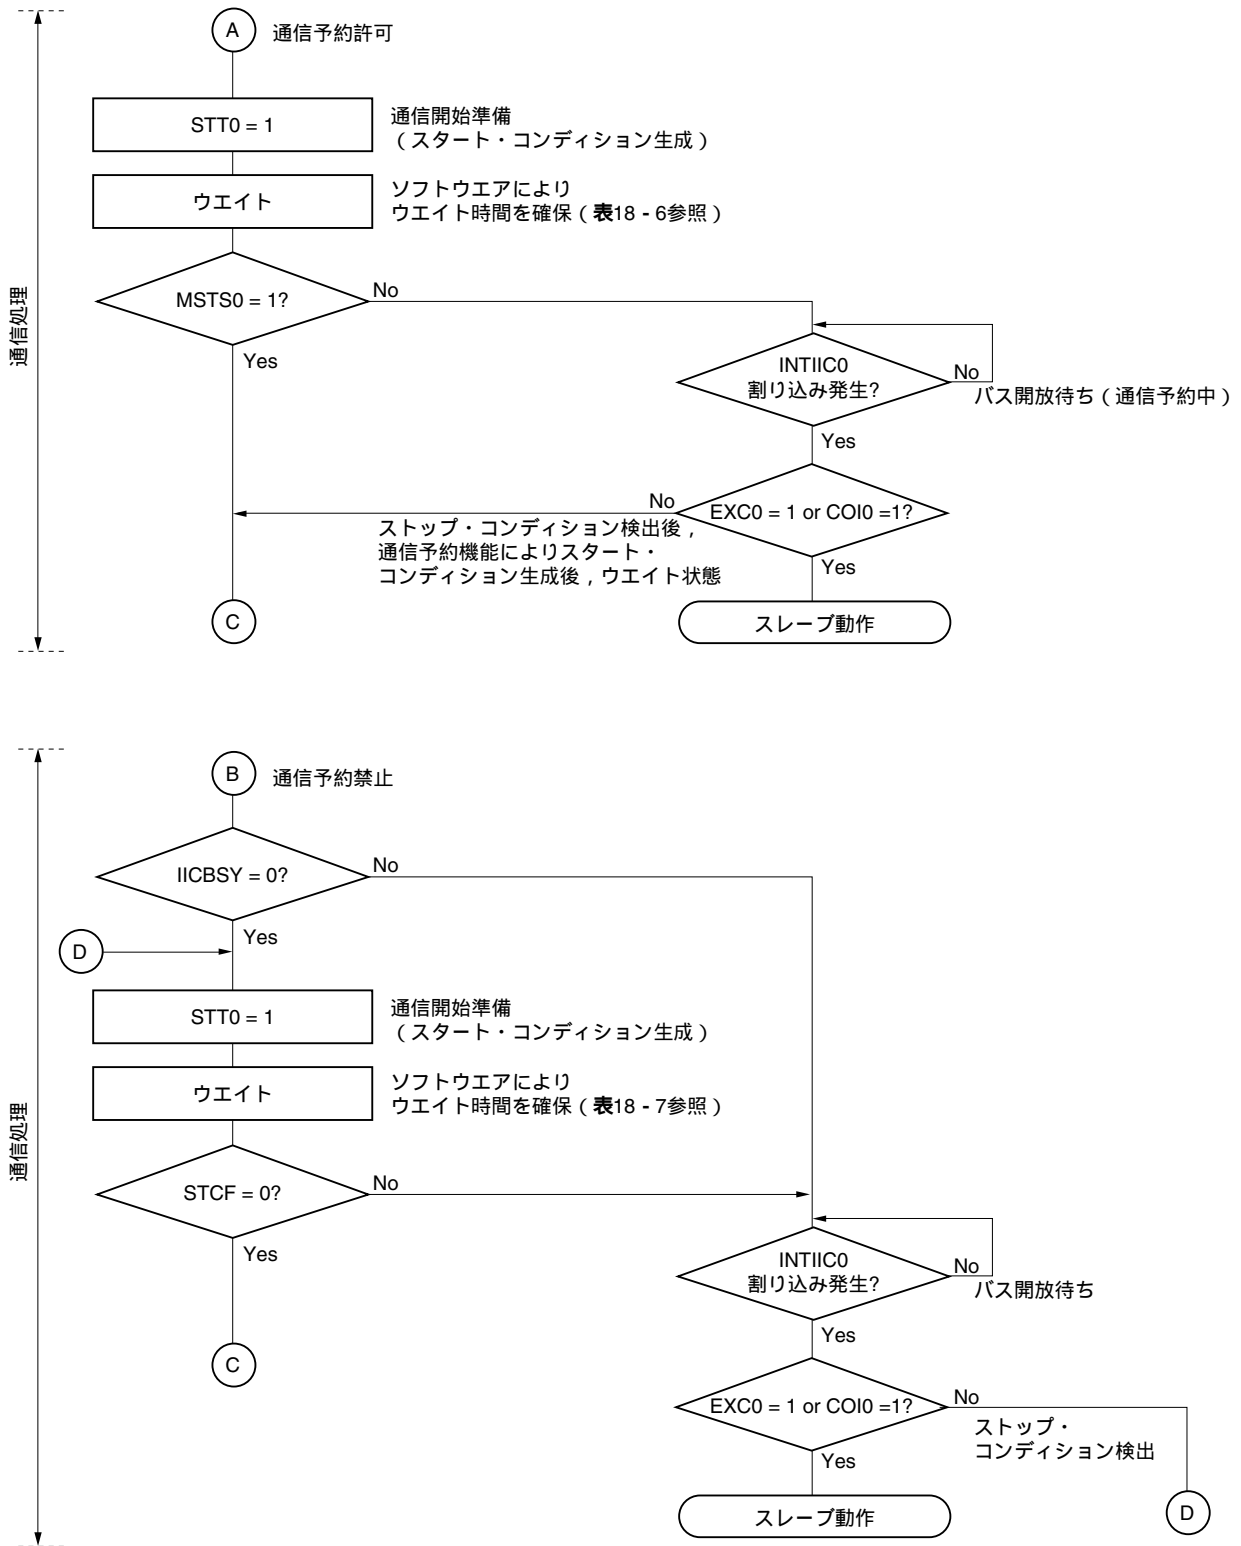 A 通信予約許可
STT0 = 1
通信開始準備
（スタート・コンディション生成）
ウエイト
ソフトウエアにより
ウエイト時間を確保（表18 - 6参照）
MSTS0 = 1?
No
Yes
INTIIC0
割り込み発生?
No
バス開放待ち（通信予約中）
Yes
EXC0 = 1 or COI0 =1?
No
ストップ・コンディション検出後，
通信予約機能によりスタート・
コンディション生成後，ウエイト状態
Yes
C
スレーブ動作
通信処理
B 通信予約禁止
IICBSY = 0?
No
Yes
D
STT0 = 1
通信開始準備
（スタート・コンディション生成）
ウエイト
ソフトウエアにより
ウエイト時間を確保（表18 - 7参照）
STCF = 0?
No
Yes
INTIIC0
割り込み発生?
No
バス開放待ち
Yes
C
EXC0 = 1 or COI0 =1?
No
ストップ・
コンディション検出
Yes
スレーブ動作
D
通信処理